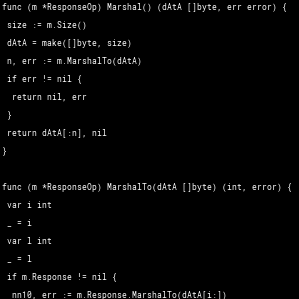 func (m *ResponseOp) Marshal() (dAtA []byte, err error) {
size := m.Size()
dAtA = make([]byte, size)
n, err := m.MarshalTo(dAtA)
if err != nil {
return nil, err
}
return dAtA[:n], nil
}
func (m *ResponseOp) MarshalTo(dAtA []byte) (int, error) {
var i int
_ = i
var l int
_ = l
if m.Response != nil {
nn10, err := m.Response.MarshalTo(dAtA[i:])